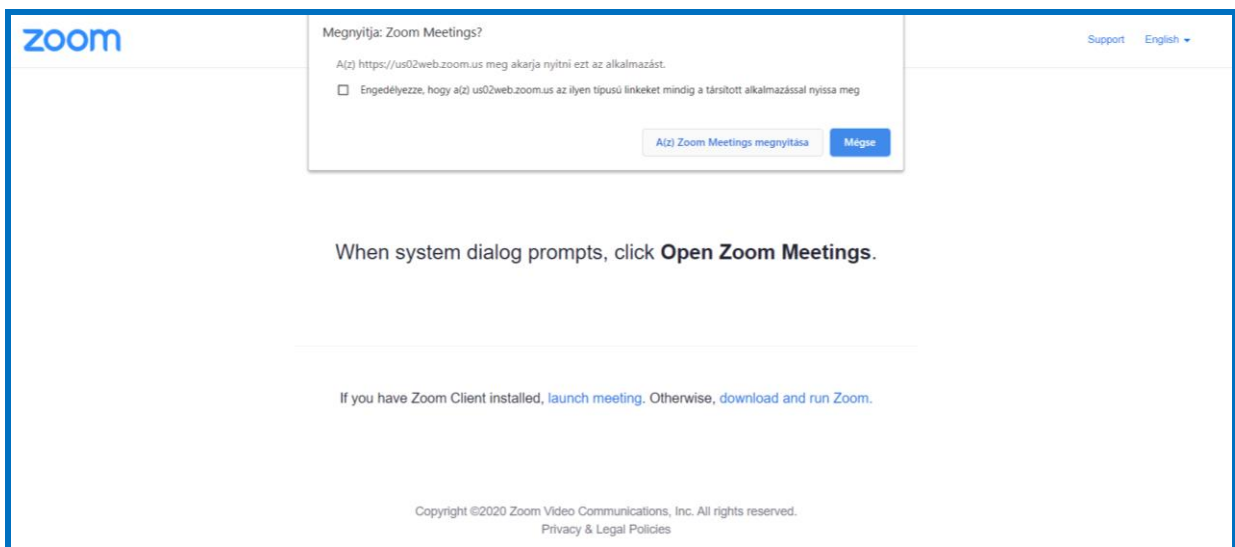 zoom
Support English
Megnyitja: Zoom Meetings?
A(z) https://us02web.zoom.us meg akarja nyitni ezt az alkalmazást.
Engedélyezze, hogy a(z) us02web.zoom.us az ilyen típusú linkeket mindig a társított alkalmazással nyissa meg
A(z) Zoom Meetings megnyitása Mégse
When system dialog prompts, click Open Zoom Meetings.
If you have Zoom Client installed, launch meeting. Otherwise, download and run Zoom.
Copyright ©2020 Zoom Video Communications, Inc. All rights reserved.
Privacy & Legal Policies